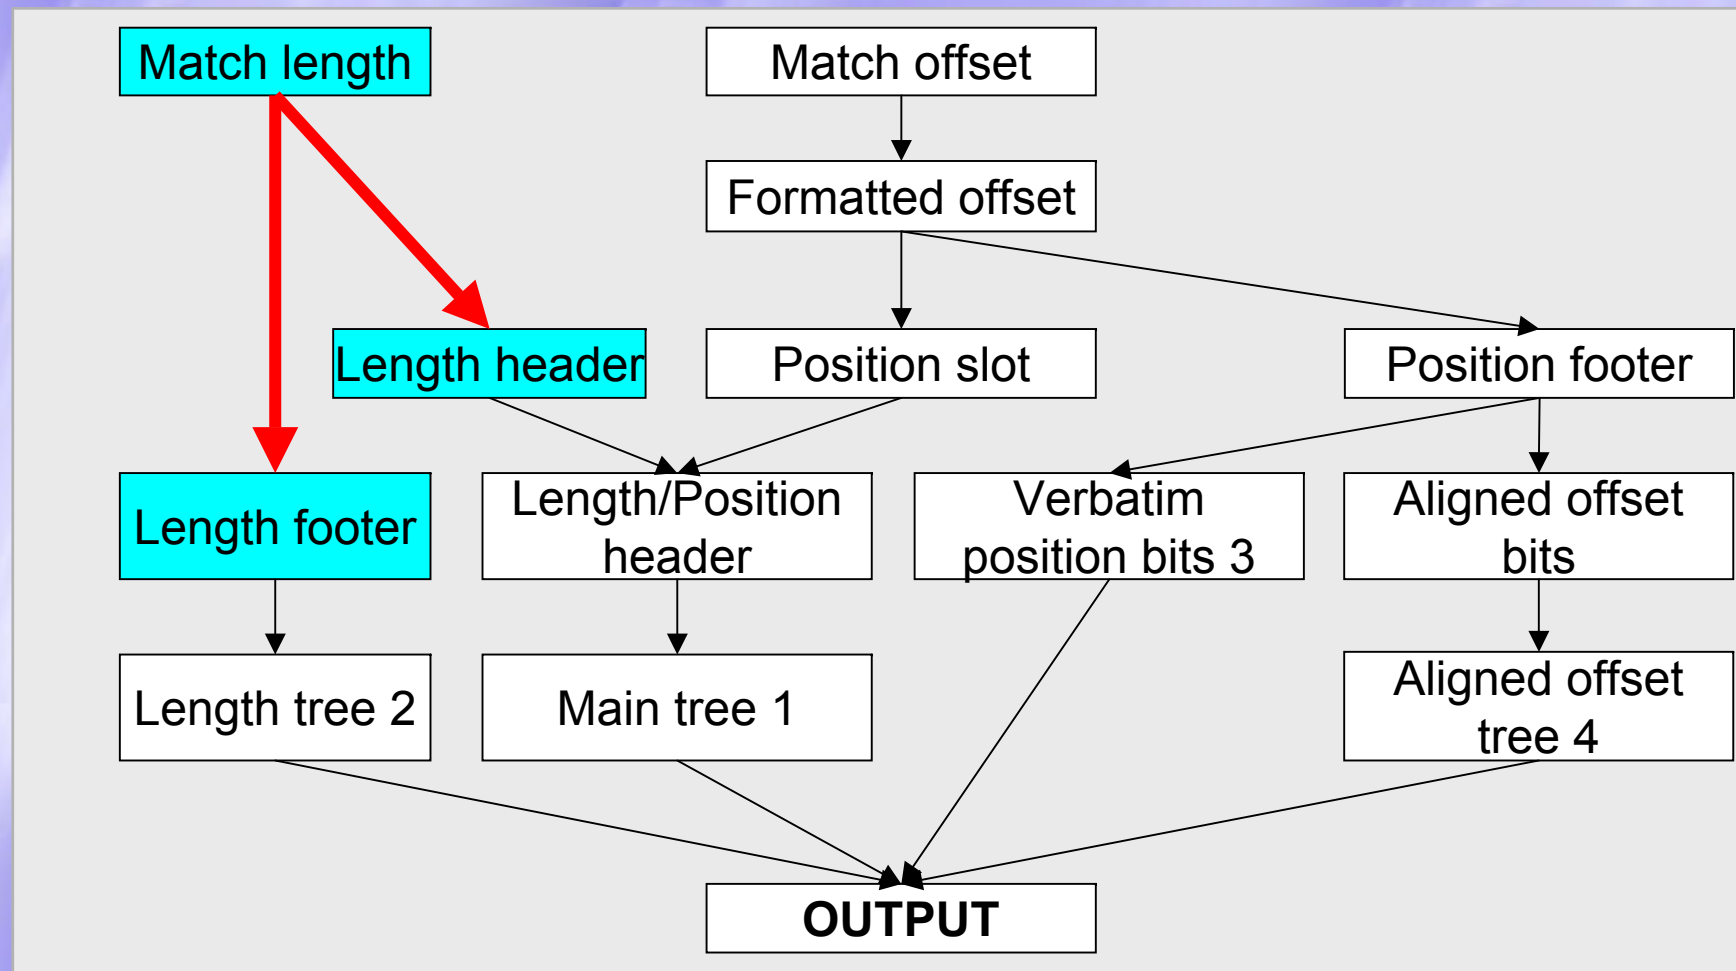 Match length
Match offset
Formatted offset
Length header
Position slot
Position footer
Length footer
Length/Position
header
Verbatim
position bits 3
Aligned offset
bits
Length tree 2
Main tree 1
Aligned offset
tree 4
OUTPUT